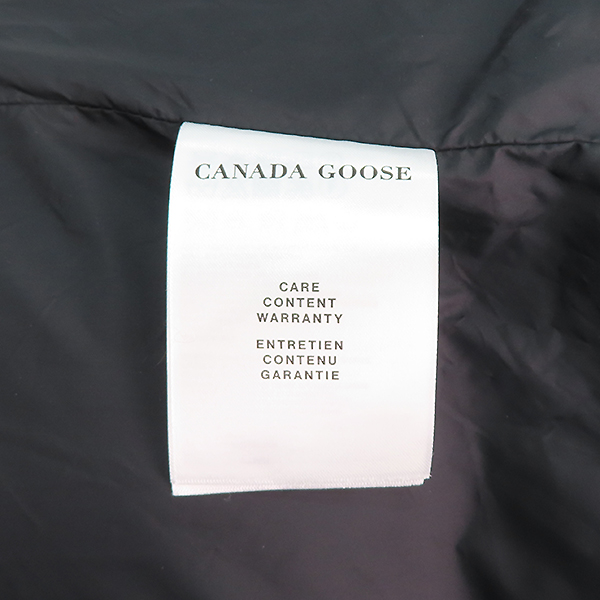 CANADA GOOSE
CARE
CONTENT
WARRANTY
ENTRETIEN
CONTENU
GARANTIE